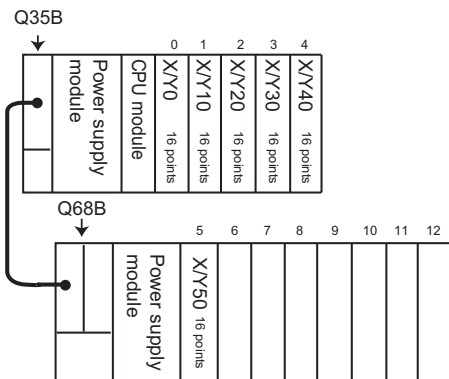 Q35B
0 1 2 3 4
Power supply
module
CPU module
X/Y0 16 points
X/Y10 16 points
X/Y20 16 points
X/Y30 16 points
X/Y40 16 points
Q68B
5 6 7 8 9 10 11 12
Power supply
module
X/Y50 16 points